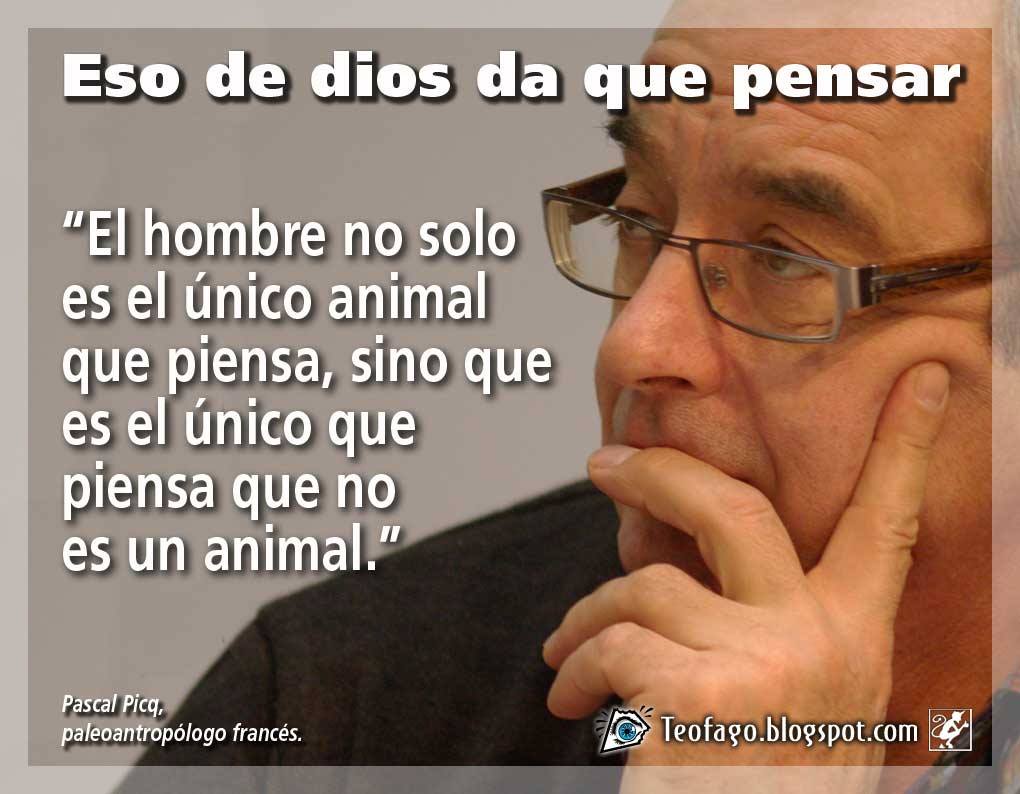 Eso de dios da que pensar
“El hombre no solo
es el único animal
que piensa, sino que
es el único que
piensa que no
es un animal.”
Pascal Picq,
paleoantropólogo francés.
Teofago.blogspot.com